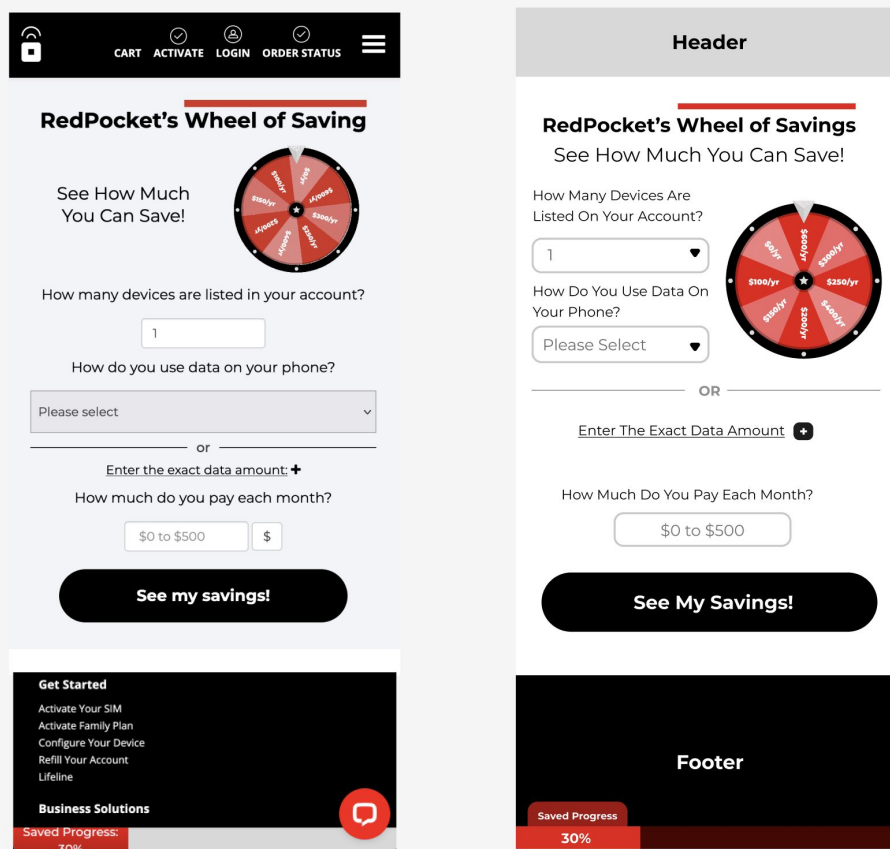 CART ACTIVATE LOGIN ORDER STATUS
RedPocket's Wheel of Saving
See How Much
You Can Save!
$0/yr
$600/yr
$300/yr
$250/yr
$400/yr
$200/yr
$150/yr
$100/yr
How many devices are listed in your account?
1
How do you use data on your phone?
Please select
or
Enter the exact data amount: +
How much do you pay each month?
$0 to $500 $
See my savings!
Get Started
Activate Your SIM
Activate Family Plan
Configure Your Device
Refill Your Account
Lifeline
Business Solutions
Saved Progress:
30%
Header
RedPocket's Wheel of Savings
See How Much You Can Save!
How Many Devices Are
Listed On Your Account?
1
How Do You Use Data On
Your Phone?
Please Select
$600/yr
$300/yr
$250/yr
$400/yr
$200/yr
$150/yr
$100/yr
$0/yr
OR
Enter The Exact Data Amount +
How Much Do You Pay Each Month?
$0 to $500
See My Savings!
Footer
Saved Progress
30%